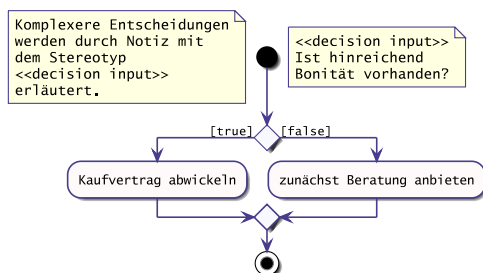 Komplexere Entscheidungen
werden durch Notiz mit
dem Stereotyp
<<decision input>>
erläutert.
<<decision input>>
Ist hinreichend
Bonität vorhanden?
[true]
[false]
Kaufvertrag abwickeln
zunächst Beratung anbieten